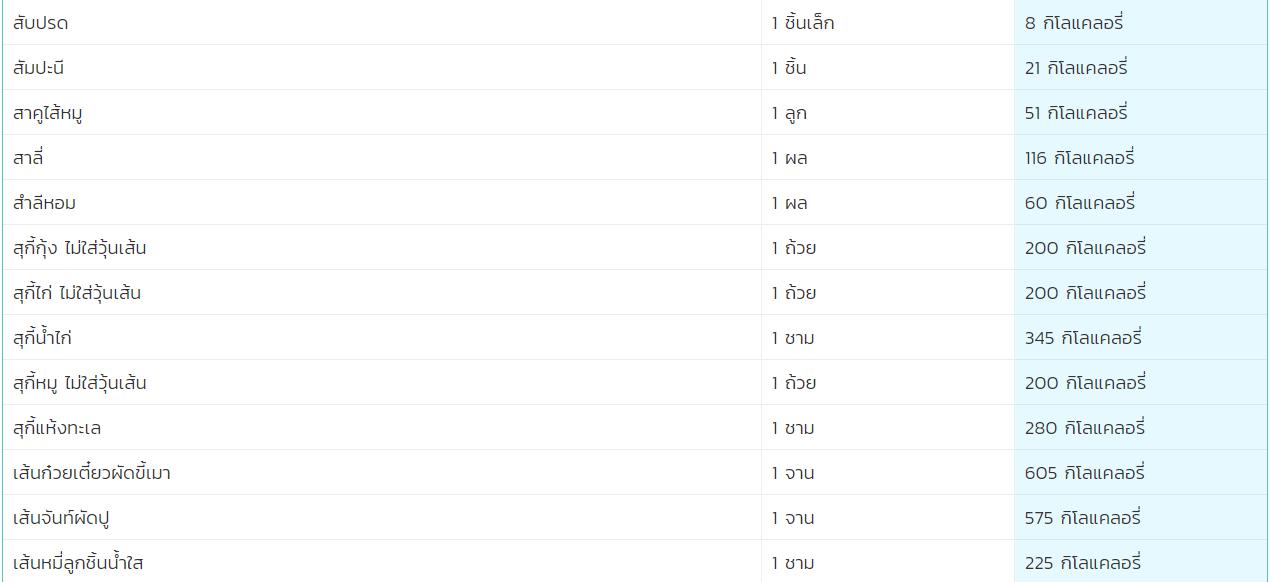 สับปรด 1 ชิ้นเล็ก 8 กิโลแคลอรี่
สัมปะนี 1 ชิ้น 21 กิโลแคลอรี่
สาคูไส้หมู 1 ลูก 51 กิโลแคลอรี่
สาลี่ 1 ผล 116 กิโลแคลอรี่
สำลีหอม 1 ผล 60 กิโลแคลอรี่
สุกี้กุ้ง ไม่ใส่วุ้นเส้น 1 ถ้วย 200 กิโลแคลอรี่
สุกี้ไก่ ไม่ใส่วุ้นเส้น 1 ถ้วย 200 กิโลแคลอรี่
สุกี้น้ำไก่ 1 ชาม 345 กิโลแคลอรี่
สุกี้หมู ไม่ใส่วุ้นเส้น 1 ถ้วย 200 กิโลแคลอรี่
สุกี้แห้งทะเล 1 ชาม 280 กิโลแคลอรี่
เส้นก๋วยเตี๋ยวผัดขี้เมา 1 จาน 605 กิโลแคลอรี่
เส้นจันท์ผัดปู 1 จาน 575 กิโลแคลอรี่
เส้นหมี่ลูกชิ้นน้ำใส 1 ชาม 225 กิโลแคลอรี่